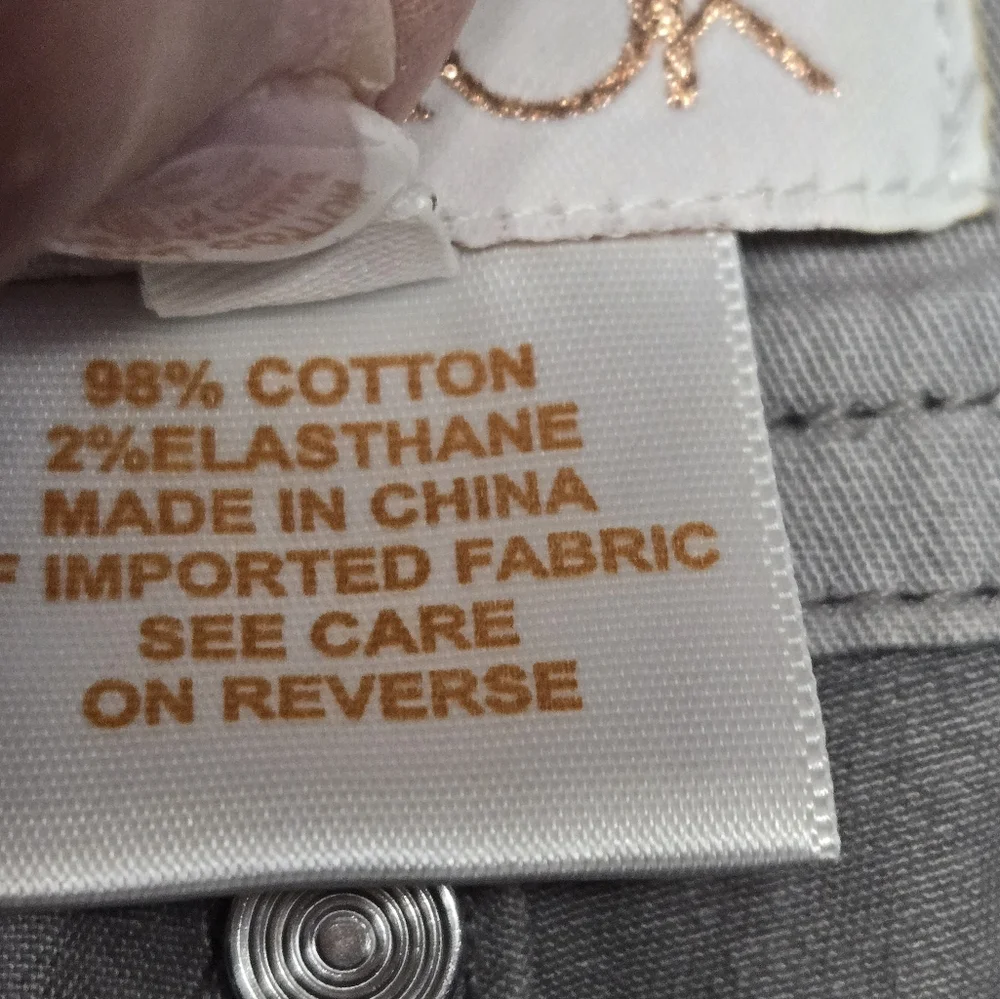 98% COTTON
2%ELASTHANE
MADE IN CHINA
F IMPORTED FABRIC
SEE CARE
ON REVERSE